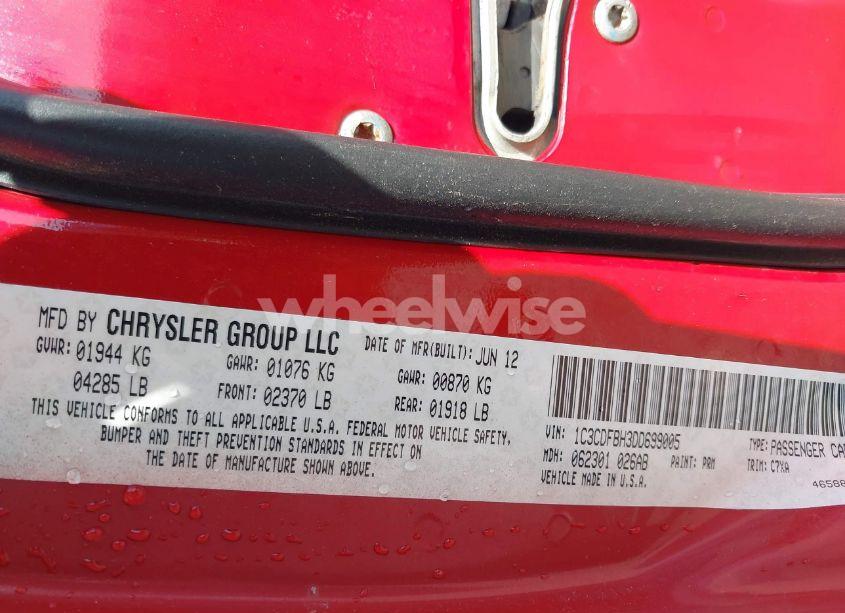 wheelwise
MFD BY CHRYSLER GROUP LLC DATE OF MFR(BUILT): JUN 12
GVWR: 01944 KG GAWR: 01076 KG GAWR: 00870 KG
04285 LB FRONT: 02370 LB REAR: 01918 LB
THIS VEHICLE CONFORMS TO ALL APPLICABLE U.S.A. FEDERAL MOTOR VEHICLE SAFETY,
BUMPER AND THEFT PREVENTION STANDARDS IN EFFECT ON
THE DATE OF MANUFACTURE SHOWN ABOVE.
VIN: 1C3CDFBH3DD699005 TYPE: PASSENGER CAR
MDH: 062301 026AB PAINT: PRM TRIM: C7XA
VEHICLE MADE IN U.S.A. 46588